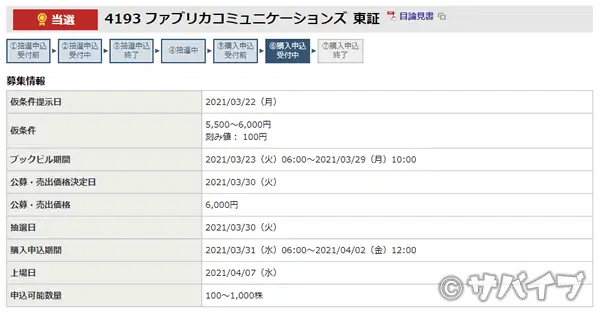 当選 4193 ファブリカコミュニケーションズ 東証 目論見書
①抽選申込受付前 ②抽選申込受付中 ③抽選申込終了 ④抽選中 ⑤購入申込受付前 ⑥購入申込受付中 ⑦購入申込終了
募集情報
仮条件提示日 2021/03/22（月）
仮条件 5,500～6,000円
刻み値： 100円
ブックビル期間 2021/03/23（火）06:00～2021/03/29（月）10:00
公募・売出価格決定日 2021/03/30（火）
公募・売出価格 6,000円
抽選日 2021/03/30（火）
購入申込期間 2021/03/31（水）06:00～2021/04/02（金）12:00
上場日 2021/04/07（水）
申込可能数量 100～1,000株
©サバイブ